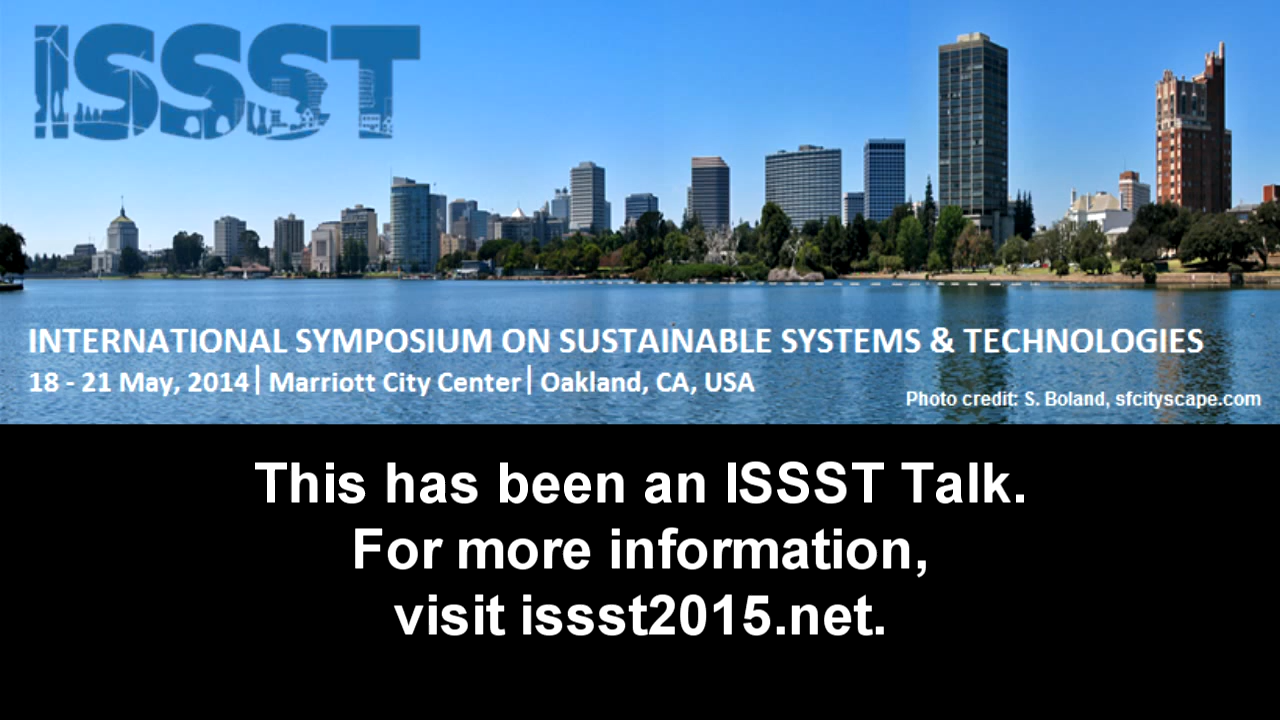 ISSST
INTERNATIONAL SYMPOSIUM ON SUSTAINABLE SYSTEMS & TECHNOLOGIES
18 - 21 May, 2014 | Marriott City Center | Oakland, CA, USA
Photo credit: S. Boland, sfcityscape.com
This has been an ISSST Talk.
For more information,
visit issst2015.net.